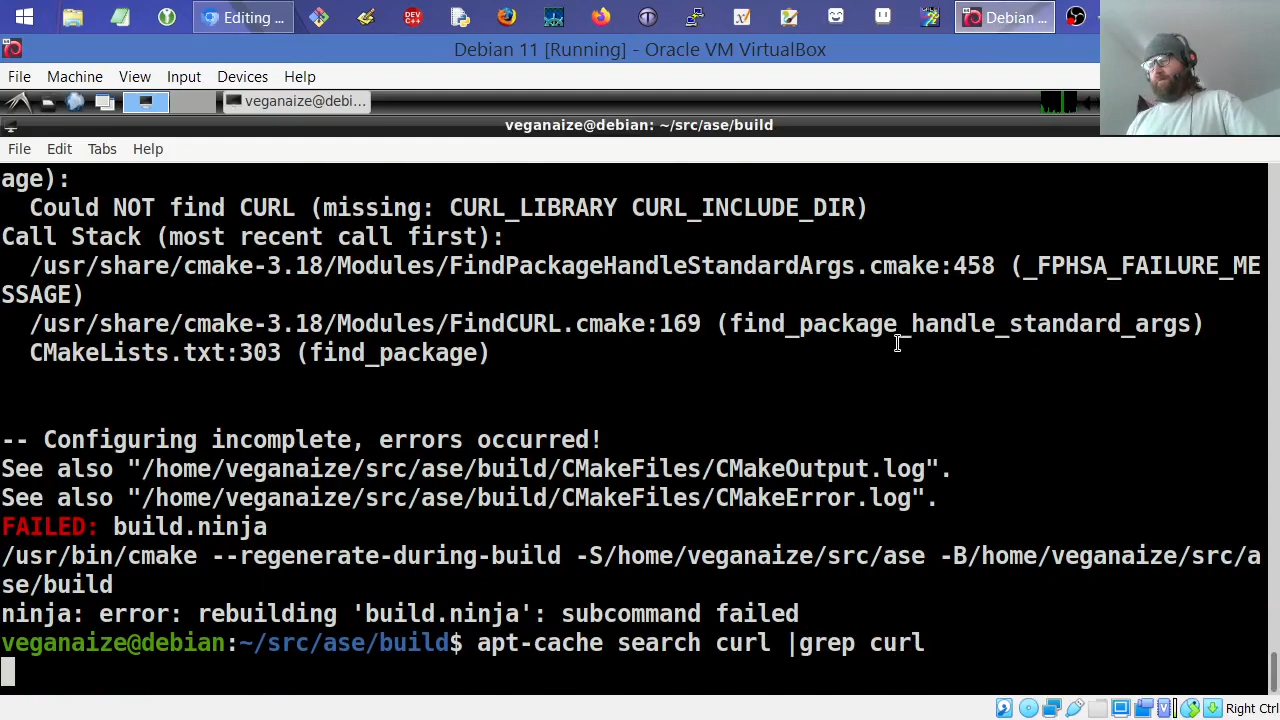 Editing ...
DEV
C++
Debian ...
Debian 11 [Running] - Oracle VM VirtualBox
File Machine View Input Devices Help
veganaize@debi...
veganaize@debian: ~/src/ase/build
File Edit Tabs Help
age):
Could NOT find CURL (missing: CURL_LIBRARY CURL_INCLUDE_DIR)
Call Stack (most recent call first):
/usr/share/cmake-3.18/Modules/FindPackageHandleStandardArgs.cmake:458 (_FPHSA_FAILURE_ME
SSAGE)
/usr/share/cmake-3.18/Modules/FindCURL.cmake:169 (find_package_handle_standard_args)
CMakeLists.txt:303 (find_package)
-- Configuring incomplete, errors occurred!
See also "/home/veganaize/src/ase/build/CMakeFiles/CMakeOutput.log".
See also "/home/veganaize/src/ase/build/CMakeFiles/CMakeError.log".
FAILED: build.ninja
/usr/bin/cmake --regenerate-during-build -S/home/veganaize/src/ase -B/home/veganaize/src/a
se/build
ninja: error: rebuilding 'build.ninja': subcommand failed
veganaize@debian:~/src/ase/build$ apt-cache search curl |grep curl
Right Ctrl